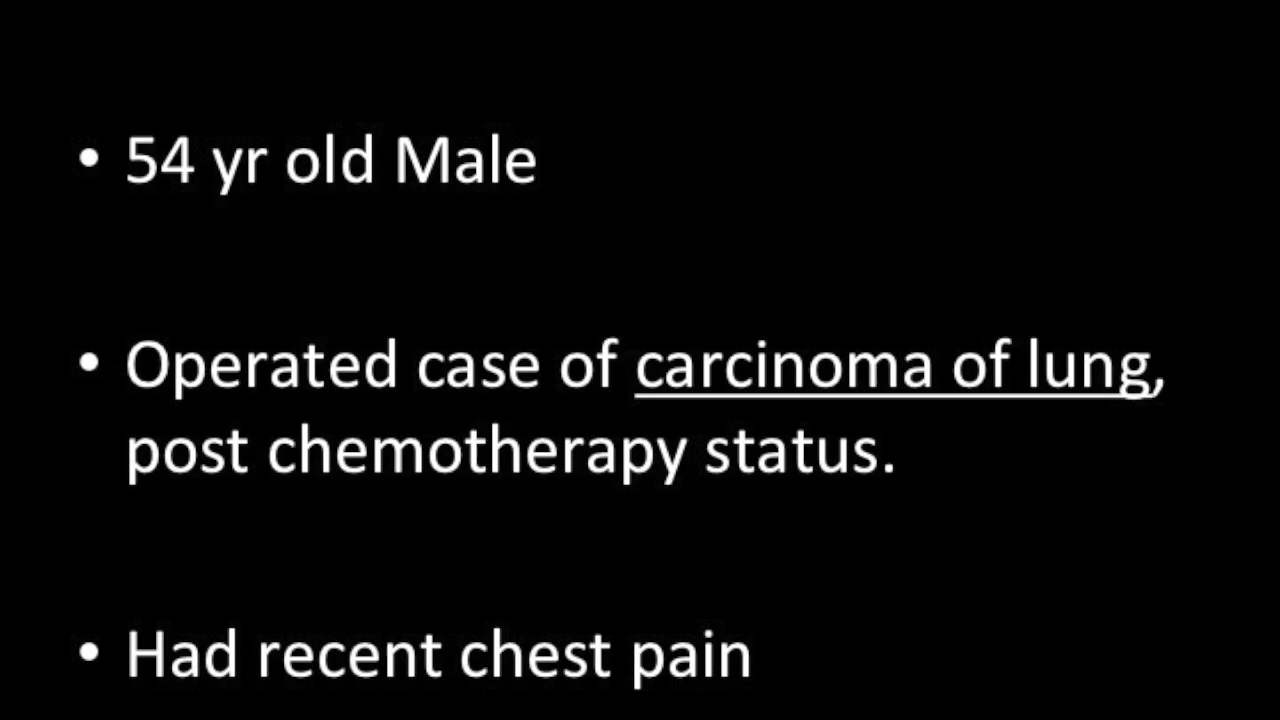 • 54 yr old Male
• Operated case of carcinoma of lung,
post chemotherapy status.
• Had recent chest pain